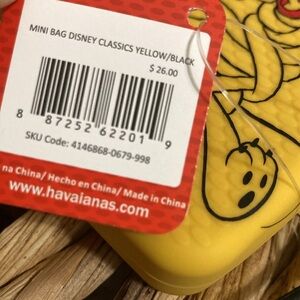 MINI BAG DISNEY CLASSICS YELLOW/BLACK
$ 26.00
8 87252 62201 9
SKU Code: 4146868-0679-998
na China/ Hecho en China/ Made in China
www.havaianas.com